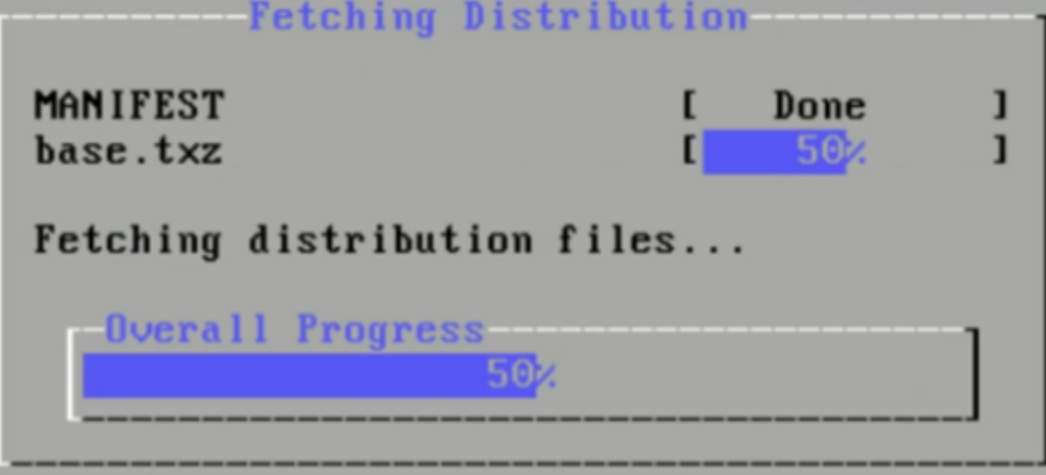 Fetching Distribution
MANIFEST [ Done ]
base.txz [ 50% ]
Fetching distribution files...
Overall Progress
50%